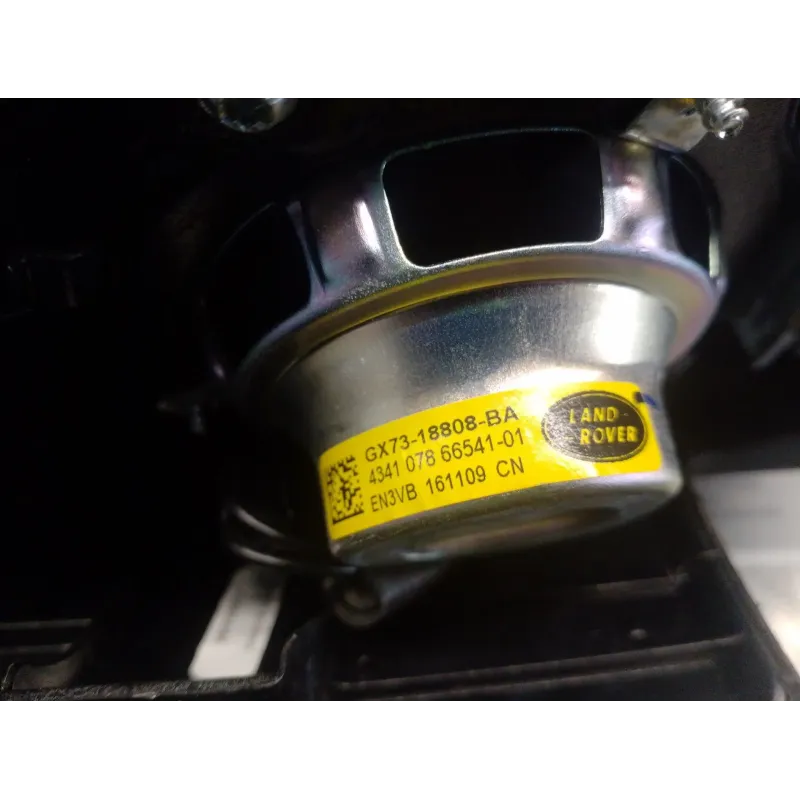 GX73-18808-BA
4341 078 66541-01
EN3VB 161109 CN
LAND-
ROVER